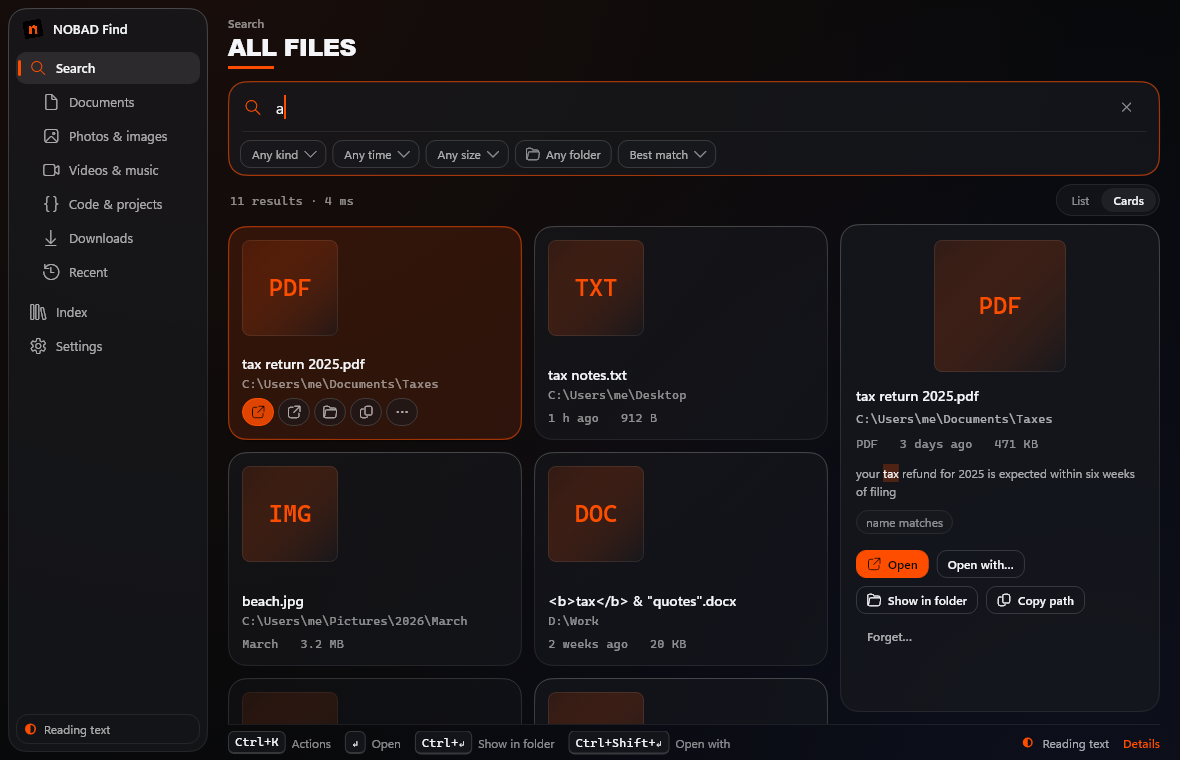 n NOBAD Find
Search
Documents
Photos & images
Videos & music
Code & projects
Downloads
Recent
Index
Settings
Reading text
Search
ALL FILES
a
Any kind
Any time
Any size
Any folder
Best match
11 results · 4 ms
List
Cards
PDF
tax return 2025.pdf
C:\Users\me\Documents\Taxes
TXT
tax notes.txt
C:\Users\me\Desktop
1 h ago 912 B
IMG
beach.jpg
C:\Users\me\Pictures\2026\March
March 3.2 MB
DOC
<b>tax</b> & "quotes".docx
D:\Work
2 weeks ago 20 KB
PDF
tax return 2025.pdf
C:\Users\me\Documents\Taxes
PDF 3 days ago 471 KB
your tax refund for 2025 is expected within six weeks
of filing
name matches
Open
Open with...
Show in folder
Copy path
Forget...
Ctrl+K Actions
↲ Open
Ctrl+↲ Show in folder
Ctrl+Shift+↲ Open with
Reading text
Details